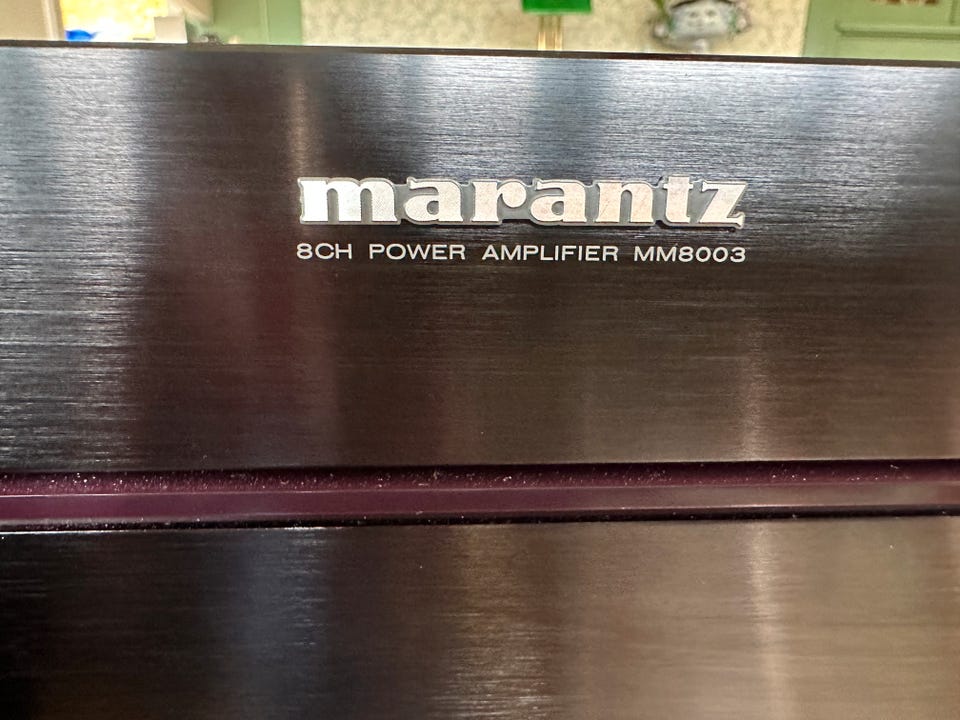 marantz
8CH POWER AMPLIFIER MM8003